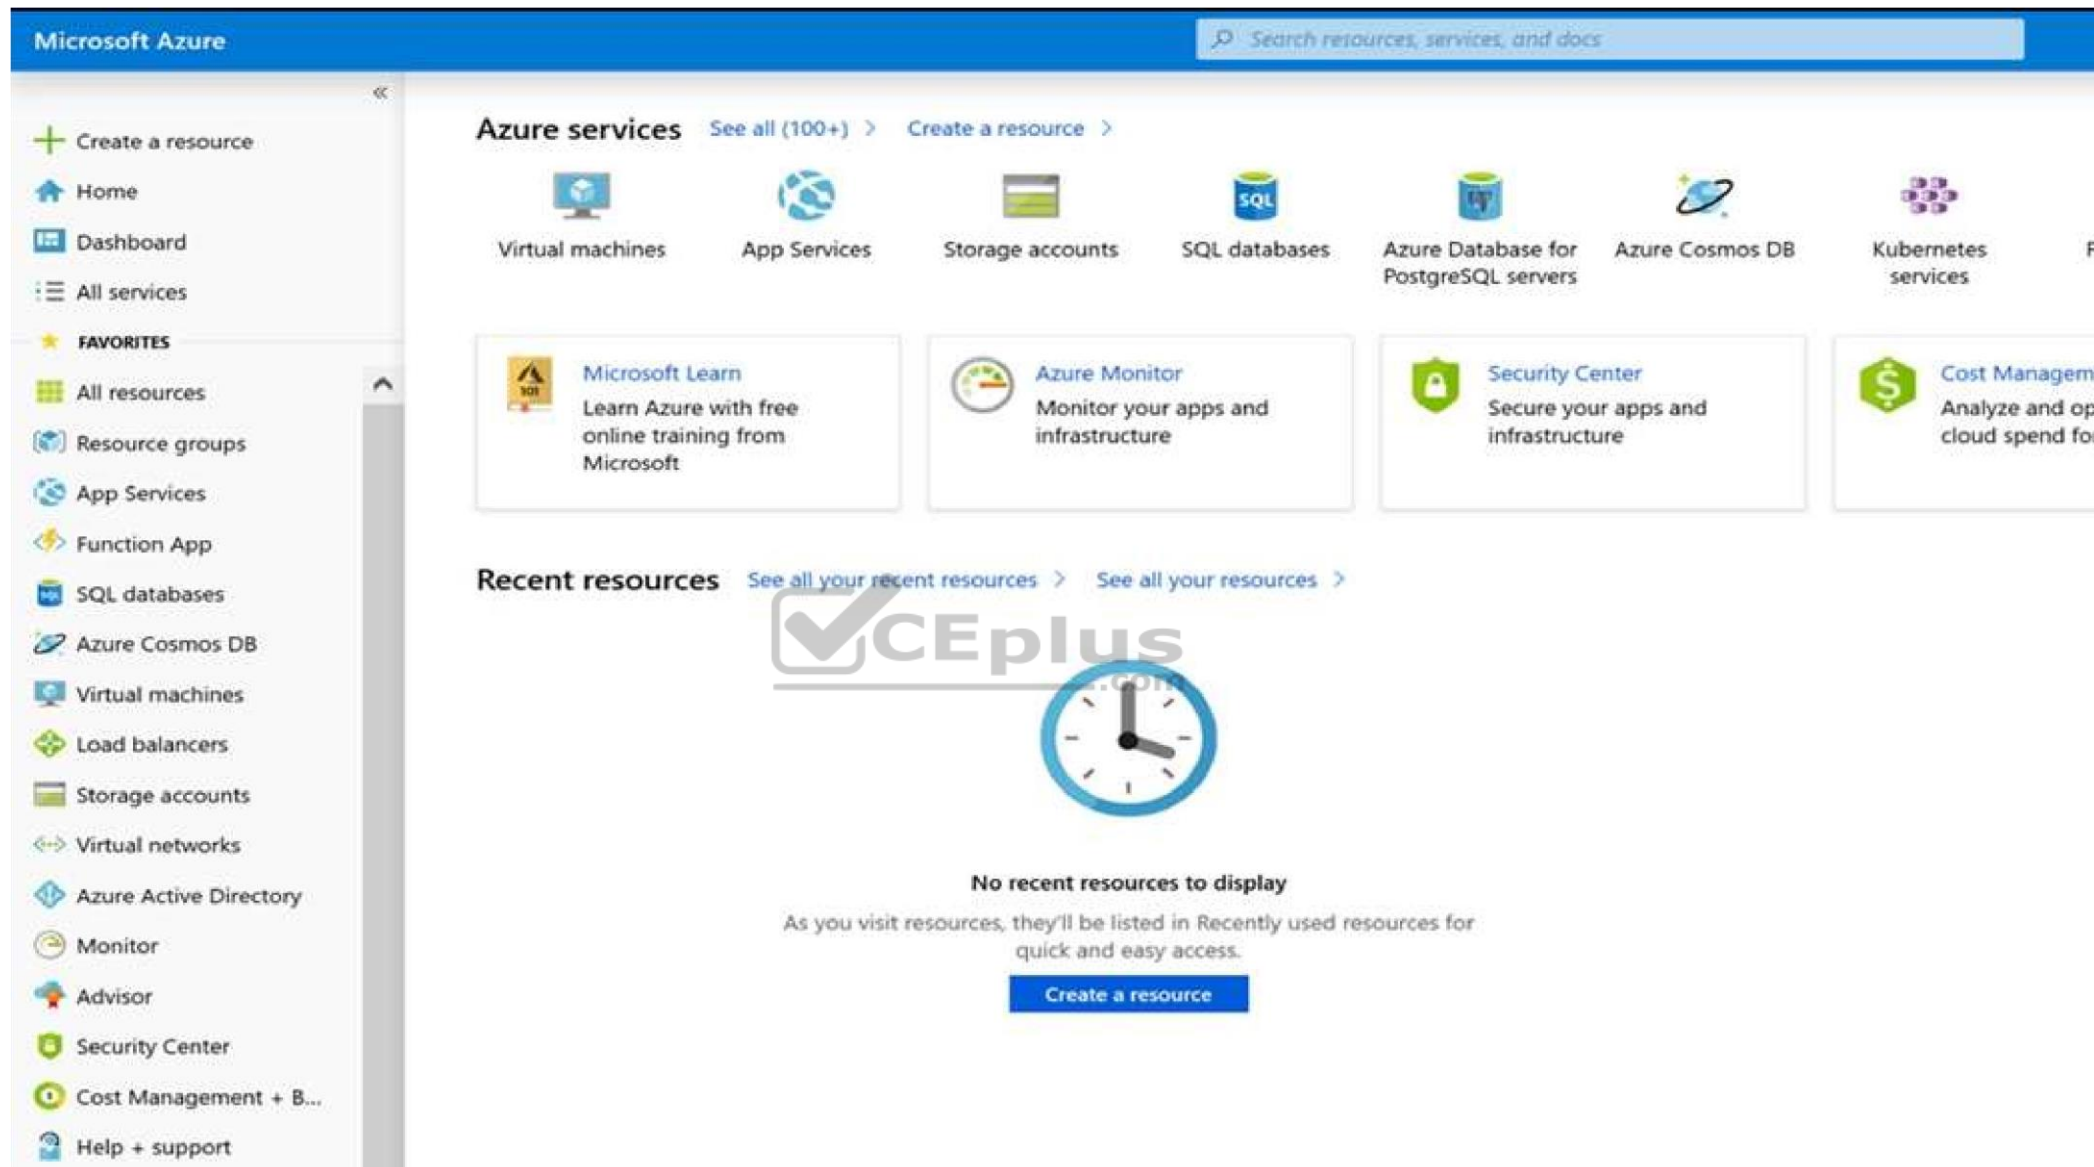 Microsoft Azure
Search resources, services, and docs
«
Create a resource
Home
Dashboard
All services
FAVORITES
All resources
Resource groups
App Services
Function App
SQL databases
Azure Cosmos DB
Virtual machines
Load balancers
Storage accounts
Virtual networks
Azure Active Directory
Monitor
Advisor
Security Center
Cost Management + B...
Help + support
Azure services See all (100+) > Create a resource >
Virtual machines
App Services
Storage accounts
SQL
SQL databases
Azure Database for
PostgreSQL servers
Azure Cosmos DB
Kubernetes
services
101
Microsoft Learn
Learn Azure with free
online training from
Microsoft
Azure Monitor
Monitor your apps and
infrastructure
Security Center
Secure your apps and
infrastructure
$
Cost Managem
Analyze and op
cloud spend for
Recent resources See all your recent resources > See all your resources >
CEplus
.com
No recent resources to display
As you visit resources, they'll be listed in Recently used resources for
quick and easy access.
Create a resource